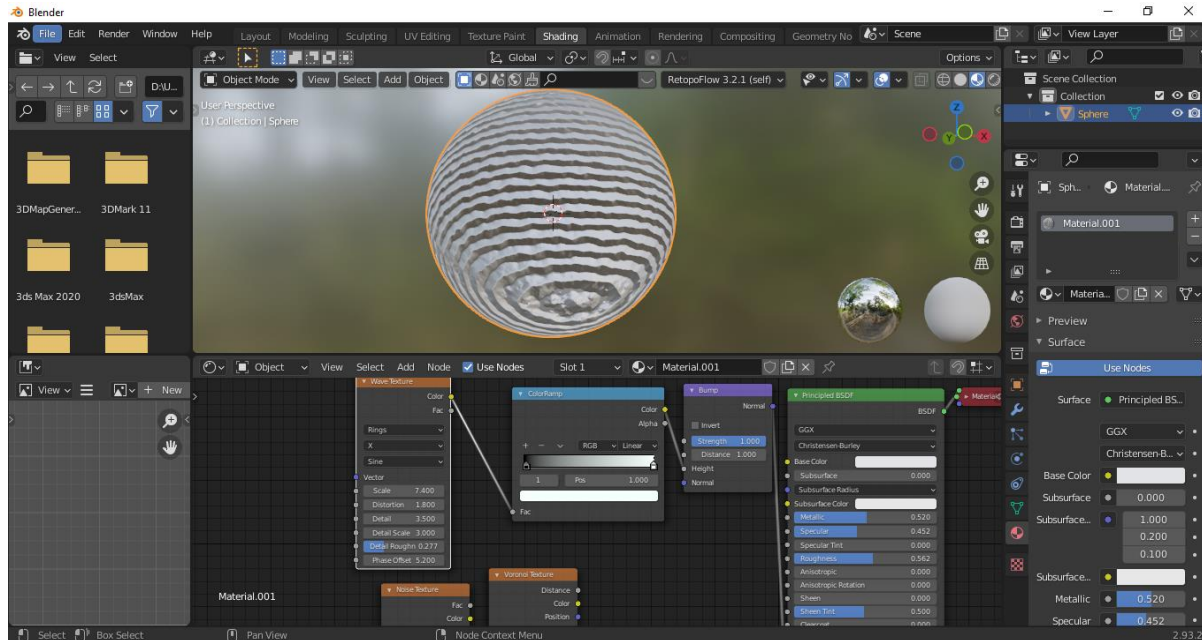 Blender
File Edit Render Window Help Layout Modeling Sculpting UV Editing Texture Paint Shading Animation Rendering Compositing Geometry No Scene View Layer
View Select Global Options
D:\U...
Object Mode View Select Add Object RetopoFlow 3.2.1 (self)
User Perspective
(1) Collection | Sphere
Z
Y
X
3DMapGener... 3DMark 11
3ds Max 2020 3dsMax
Scene Collection
Collection
Sphere
Sph... Material....
Material.001
Materia...
Preview
Surface
Use Nodes
Surface Principled BS...
GGX
Christensen-B...
Base Color
Subsurface 0.000
Subsurface... 1.000
0.200
0.100
Subsurface...
Metallic 0.520
Specular 0.452
View New
Object View Select Add Node Use Nodes Slot 1 Material.001
Wave Texture
Color
Fac
Rings
X
Sine
Vector
Scale 7.400
Distortion 1.800
Detail 3.500
Detail Scale 3.000
Detail Roughn 0.277
Phase Offset 5.200
ColorRamp
Color
Alpha
RGB Linear
1 Pos 1.000
Fac
Bump
Normal
Invert
Strength 1.000
Distance 1.000
Height
Normal
Principled BSDF
BSDF
GGX
Christensen-Burley
Base Color
Subsurface 0.000
Subsurface Radius
Subsurface Color
Metallic 0.520
Specular 0.452
Specular Tint 0.000
Roughness 0.562
Anisotropic 0.000
Anisotropic Rotation 0.000
Sheen 0.000
Sheen Tint 0.500
Noise Texture
Fac
Color
Voronoi Texture
Distance
Color
Position
Material.001
Select Box Select Pan View Node Context Menu